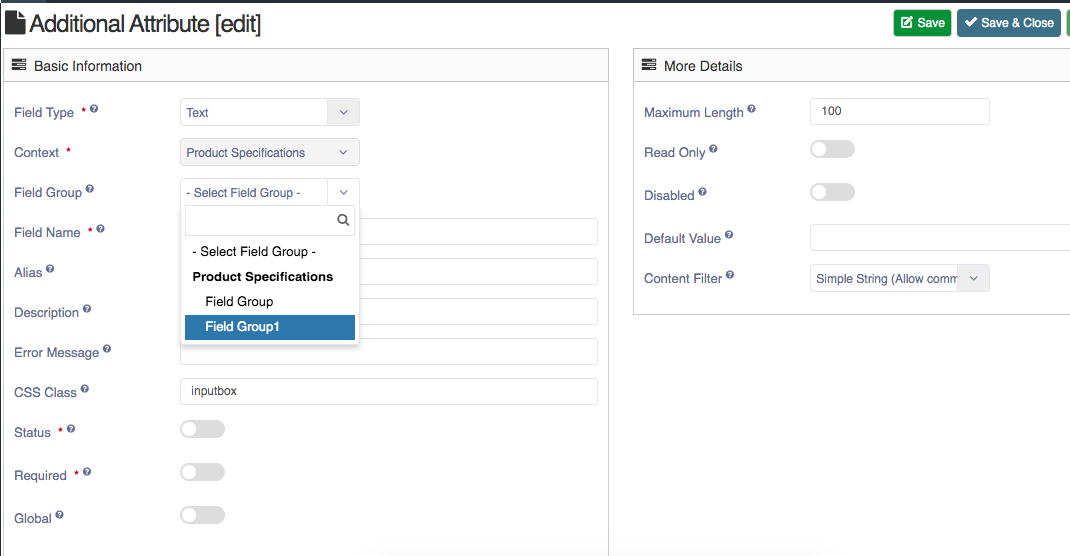 Additional Attribute [edit]
Save
Save & Close
Basic Information
Field Type *
Text
Context *
Product Specifications
Field Group
- Select Field Group -
- Select Field Group -
Product Specifications
Field Group
Field Group1
Field Name *
Alias
Description
Error Message
CSS Class
inputbox
Status *
Required *
Global
More Details
Maximum Length
100
Read Only
Disabled
Default Value
Content Filter
Simple String (Allow comm